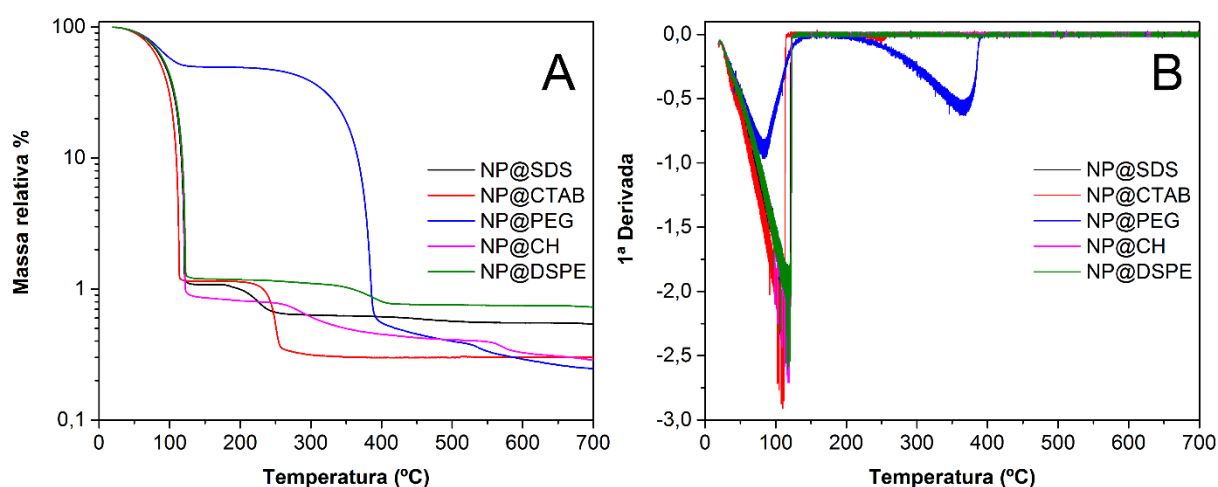 A
Massa relativa %
100
10
1
0,1
NP@SDS
NP@CTAB
NP@PEG
NP@CH
NP@DSPE
0 100 200 300 400 500 600 700
Temperatura (ºC)
B
1ª Derivada
0,0
-0,5
-1,0
-1,5
-2,0
-2,5
-3,0
NP@SDS
NP@CTAB
NP@PEG
NP@CH
NP@DSPE
0 100 200 300 400 500 600 700
Temperatura (ºC)